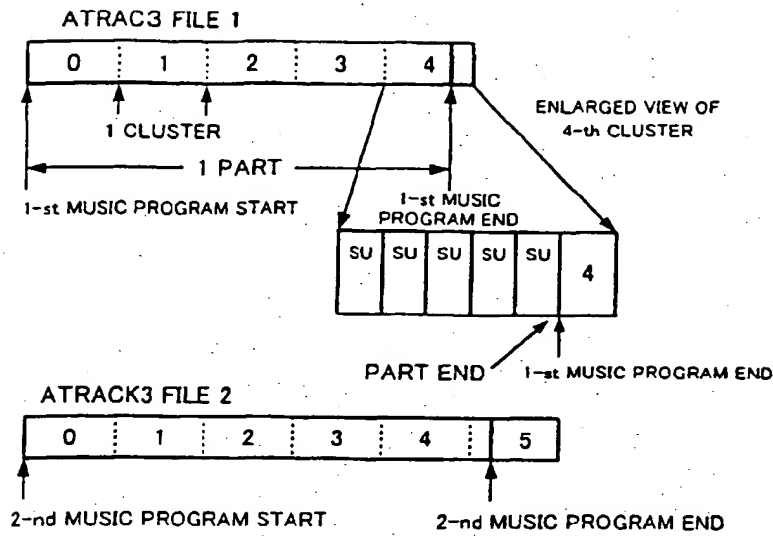 ATRAC3 FILE 1
0 1 2 3 4
1 CLUSTER
ENLARGED VIEW OF
4-th CLUSTER
1 PART
1-st MUSIC PROGRAM START
1-st MUSIC
PROGRAM END
SU SU SU SU SU 4
PART END
1-st MUSIC PROGRAM END
ATRACK3 FILE 2
0 1 2 3 4 5
2-nd MUSIC PROGRAM START
2-nd MUSIC PROGRAM END